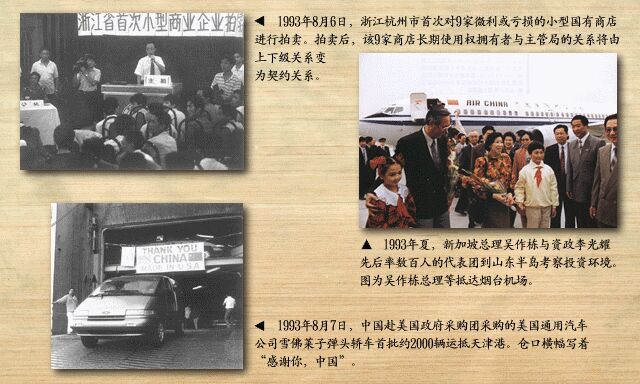 浙江省首次小型商业企业拍
◀ 1993年8月6日，浙江杭州市首次对9家微利或亏损的小型国有商店
进行拍卖。拍卖后，该9家商店长期使用权拥有者与主管局的关系将由
上下级关系变
为契约关系。
AIR CHINA
▲ 1993年夏，新加坡总理吴作栋与资政李光耀
先后率数百人的代表团到山东半岛考察投资环境。
图为吴作栋总理等抵达烟台机场。
THANK YOU
CHINA
MADE IN U.S.A
◀ 1993年8月7日，中国赴美国政府采购团采购的美国通用汽车
公司雪佛莱子弹头轿车首批约2000辆运抵天津港。仓口横幅写着
“感谢你，中国”。